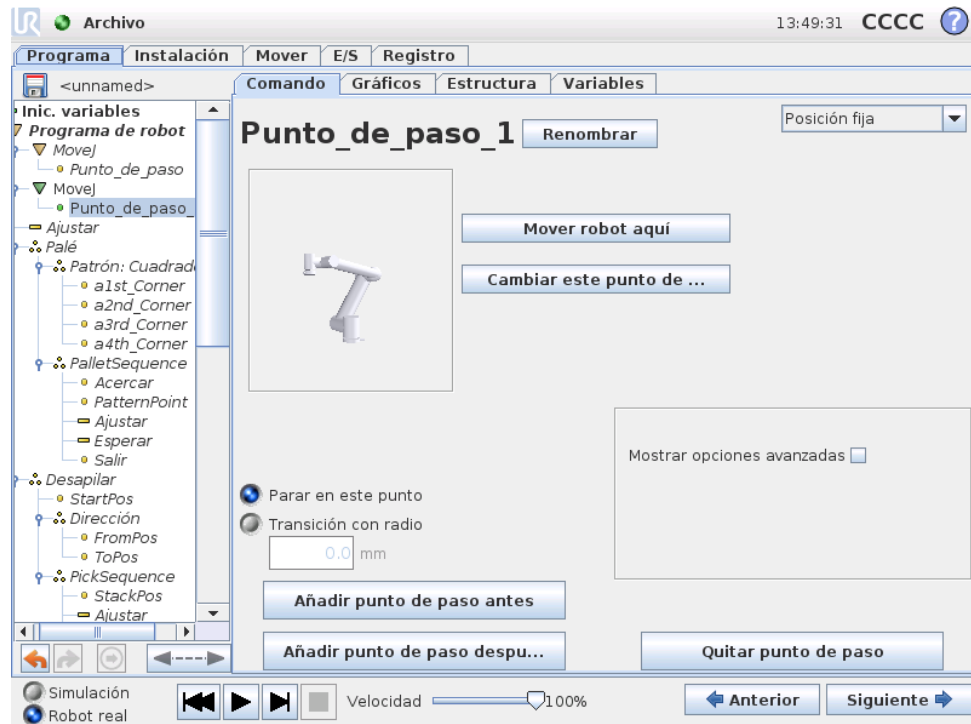 UR Archivo 13:49:31 CCCC ?
Programa Instalación Mover E/S Registro
<unnamed>
Comando Gráficos Estructura Variables
Inic. variables
Programa de robot
MoveJ
Punto_de_paso
MoveJ
Punto_de_paso_
Ajustar
Palé
Patrón: Cuadrad
a1st_Corner
a2nd_Corner
a3rd_Corner
a4th_Corner
PalletSequence
Acercar
PatternPoint
Ajustar
Esperar
Salir
Desapilar
StartPos
Dirección
FromPos
ToPos
PickSequence
StackPos
Ajustar
Punto_de_paso_1 Renombrar
Posición fija
Mover robot aquí
Cambiar este punto de ...
Mostrar opciones avanzadas
Parar en este punto
Transición con radio
0.0 mm
Añadir punto de paso antes
Añadir punto de paso despu...
Quitar punto de paso
Simulación
Robot real
Velocidad 100%
Anterior Siguiente